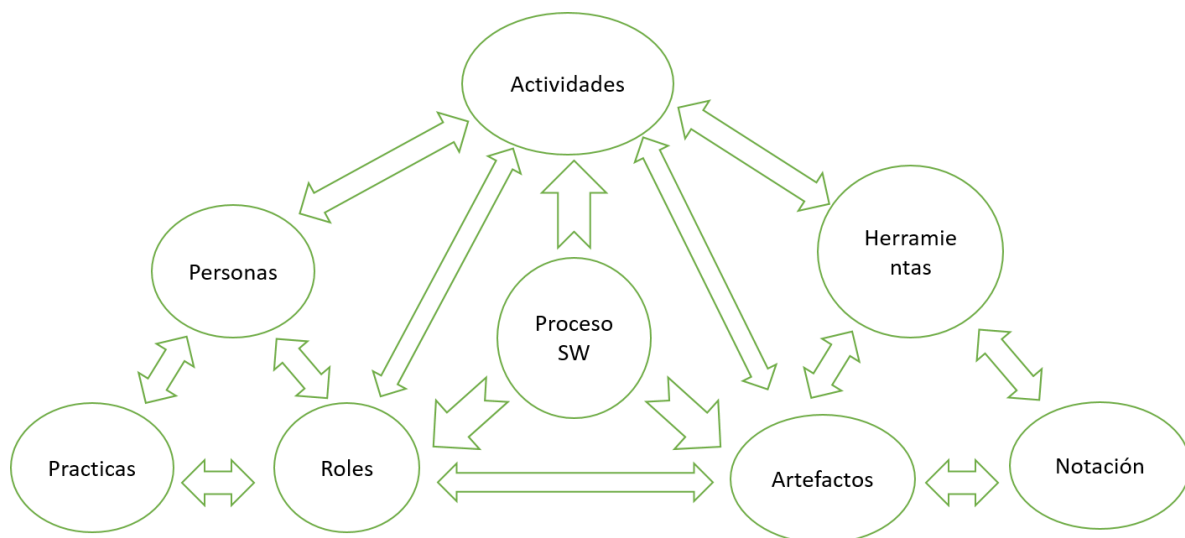 Actividades
Personas
Herramie
ntas
Proceso
SW
Practicas
Roles
Artefactos
Notación